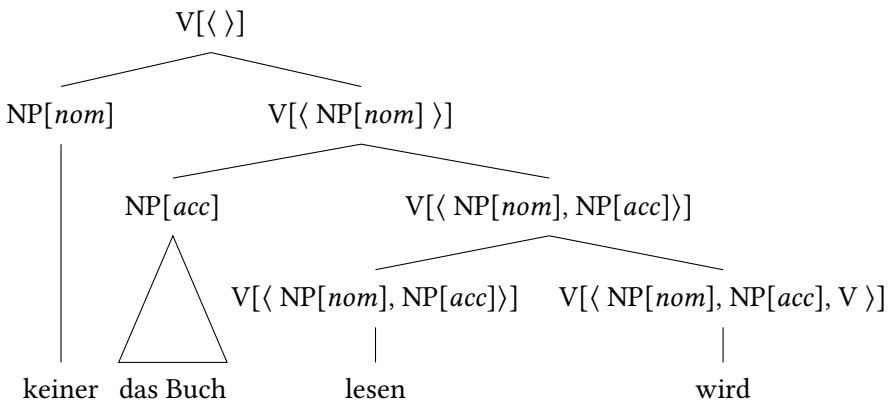 V[⟨ ⟩]
NP[nom] V[⟨ NP[nom] ⟩]
NP[acc] V[⟨ NP[nom], NP[acc]⟩]
V[⟨ NP[nom], NP[acc]⟩] V[⟨ NP[nom], NP[acc], V ⟩]
keiner das Buch lesen wird